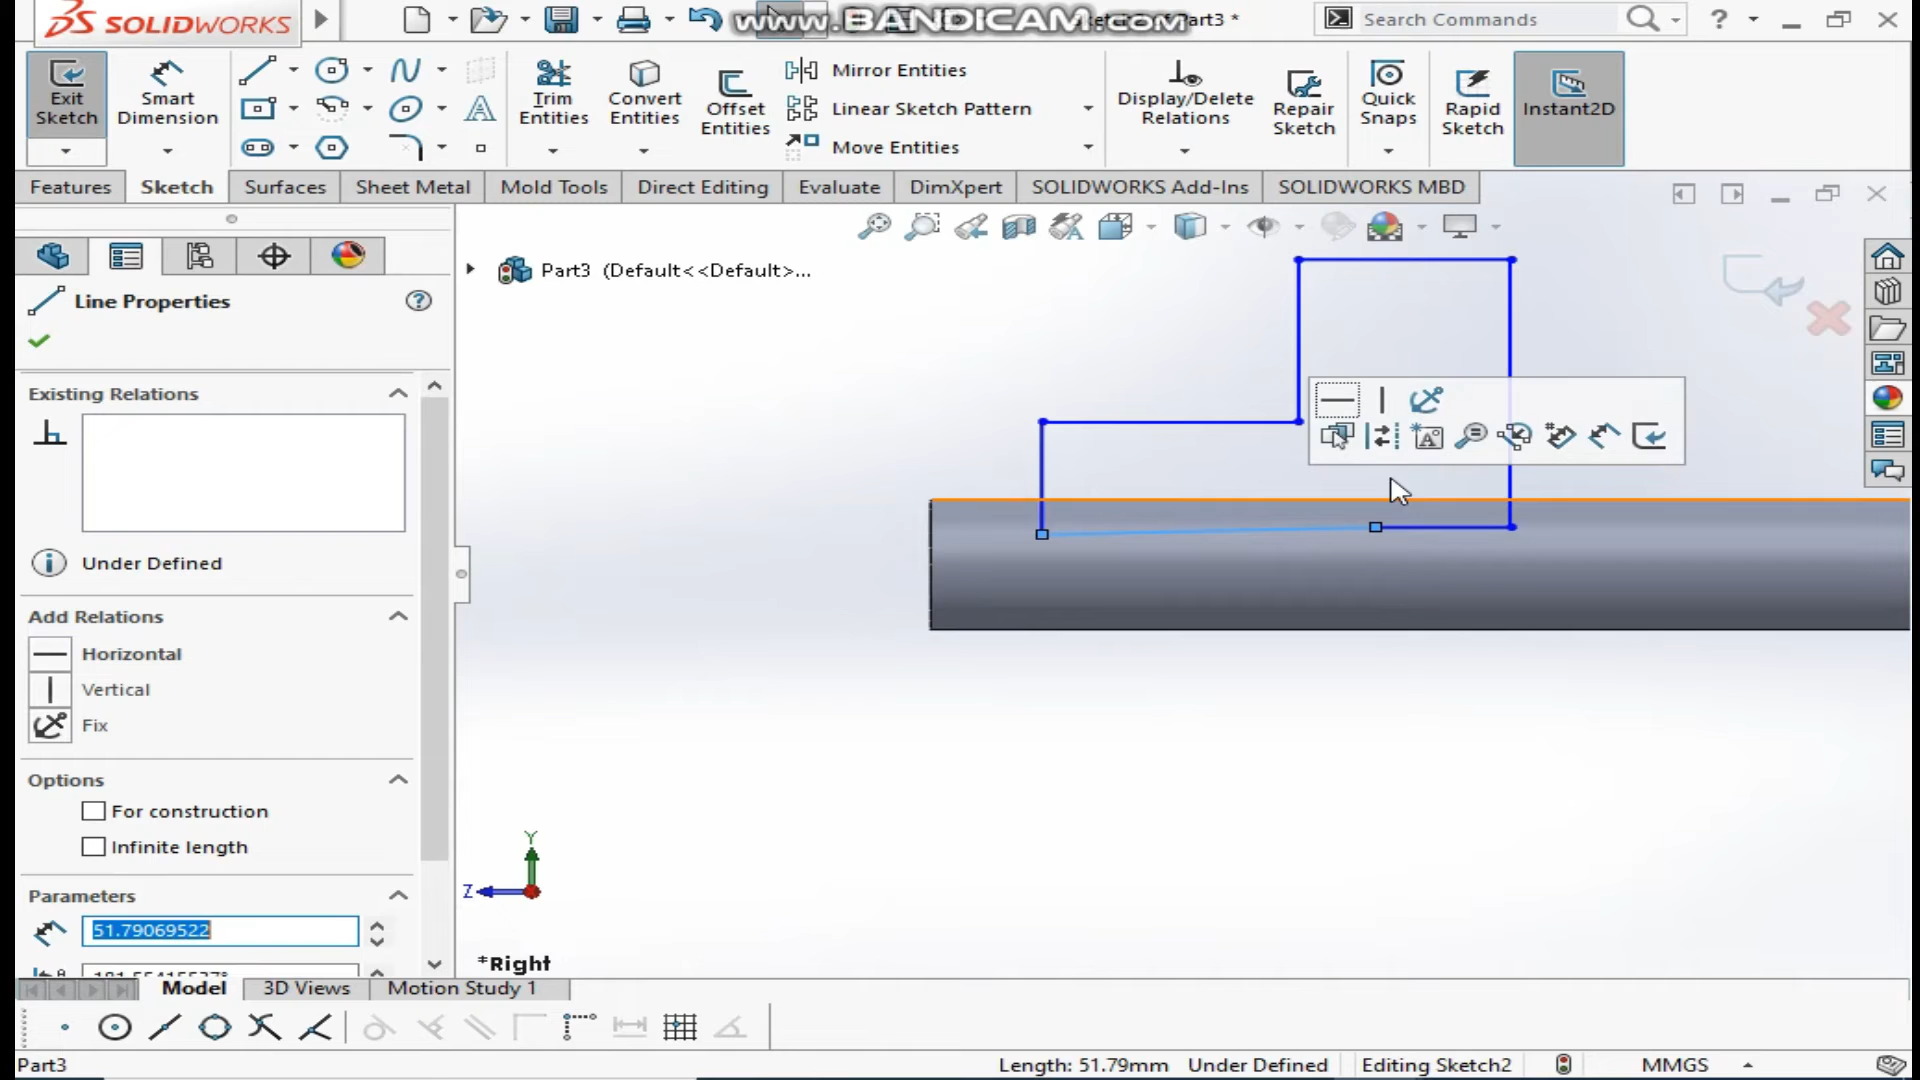 SOLIDWORKS
www.BANDICAM.com
Part3 *
Search Commands
?
Exit Sketch
Smart Dimension
Trim Entities
Convert Entities
Offset Entities
Mirror Entities
Linear Sketch Pattern
Move Entities
Display/Delete Relations
Repair Sketch
Quick Snaps
Rapid Sketch
Instant2D
Features
Sketch
Surfaces
Sheet Metal
Mold Tools
Direct Editing
Evaluate
DimXpert
SOLIDWORKS Add-Ins
SOLIDWORKS MBD
Part3 (Default<<Default>...
Line Properties
Existing Relations
Under Defined
Add Relations
Horizontal
Vertical
Fix
Options
For construction
Infinite length
Parameters
51.79069522
Y
Z
*Right
Model
3D Views
Motion Study 1
Part3
Length: 51.79mm
Under Defined
Editing Sketch2
MMGS